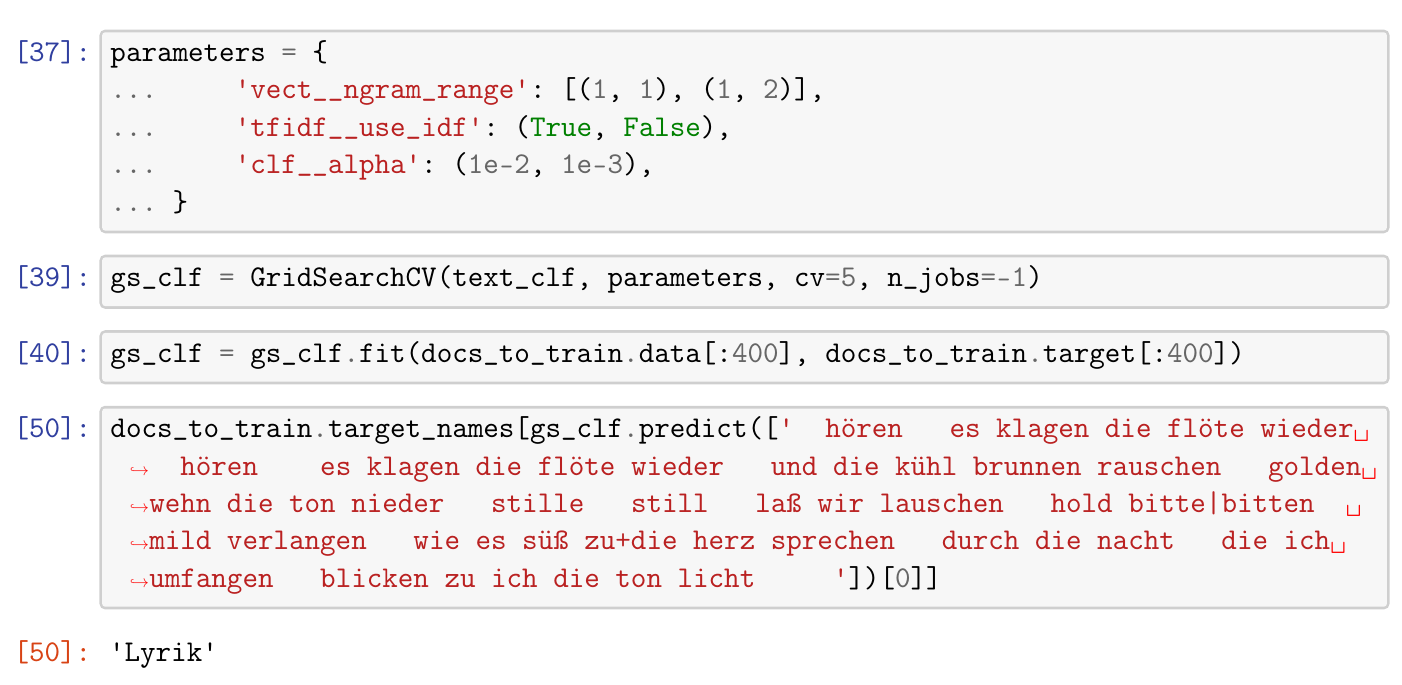 [37]: parameters = {
...     'vect__ngram_range': [(1, 1), (1, 2)],
...     'tfidf__use_idf': (True, False),
...     'clf__alpha': (1e-2, 1e-3),
... }
[39]: gs_clf = GridSearchCV(text_clf, parameters, cv=5, n_jobs=-1)
[40]: gs_clf = gs_clf.fit(docs_to_train.data[:400], docs_to_train.target[:400])
[50]: docs_to_train.target_names[gs_clf.predict(['  hören   es klagen die flöte wieder␣
↪  hören    es klagen die flöte wieder   und die kühl brunnen rauschen   golden␣
↪wehn die ton nieder   stille   still   laß wir lauschen   hold bitte|bitten  ␣
↪mild verlangen   wie es süß zu+die herz sprechen   durch die nacht   die ich␣
↪umfangen   blicken zu ich die ton licht     '])[0]]
[50]: 'Lyrik'